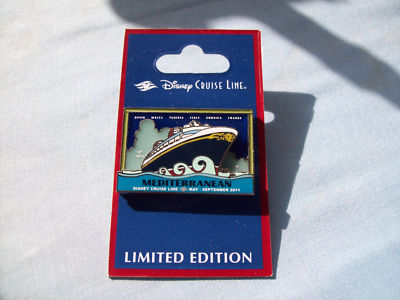 Disney CRUISE LINE
SPAIN MALTA TUNISIA ITALY CORSICA FRANCE
MEDITERRANEAN
DISNEY CRUISE LINE MAY - SEPTEMBER 2011
LIMITED EDITION